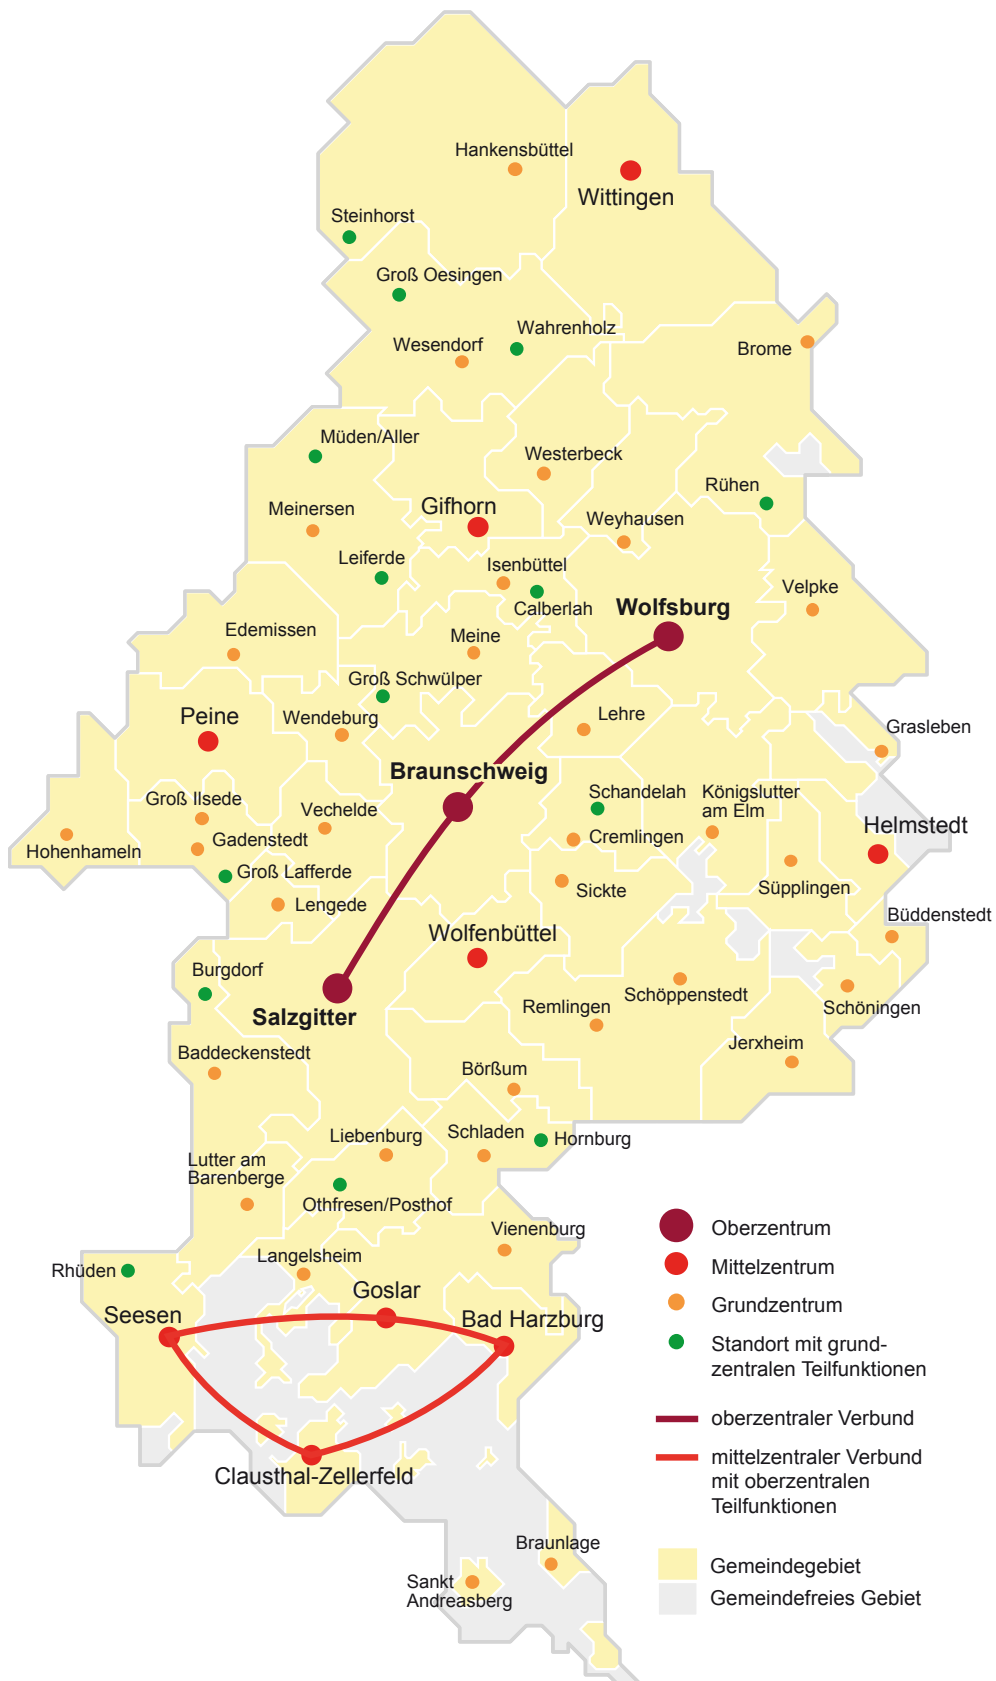 Hankensbüttel
Wittingen
Steinhorst
Groß Oesingen
Wahrenholz
Wesendorf
Brome
Müden/Aller
Westerbeck
Rühen
Meinersen
Gifhorn
Weyhausen
Leiferde
Isenbüttel
Calberlah
Velpke
Wolfsburg
Edemissen
Meine
Groß Schwülper
Peine
Wendeburg
Lehre
Grasleben
Braunschweig
Groß Ilsede
Vechelde
Schandelah
Königslutter
am Elm
Helmstedt
Hohenhameln
Gadenstedt
Cremlingen
Groß Lafferde
Sickte
Süpplingen
Lengede
Büddenstedt
Wolfenbüttel
Burgdorf
Schöppenstedt
Salzgitter
Remlingen
Schöningen
Baddeckenstedt
Jerxheim
Börßum
Liebenburg
Schladen
Hornburg
Lutter am
Barenberge
Othfresen/Posthof
Vienenburg
Langelsheim
Rhüden
Goslar
Seesen
Bad Harzburg
Clausthal-Zellerfeld
Braunlage
Sankt
Andreasberg
Oberzentrum
Mittelzentrum
Grundzentrum
Standort mit grund-
zentralen Teilfunktionen
oberzentraler Verbund
mittelzentraler Verbund
mit oberzentralen
Teilfunktionen
Gemeindegebiet
Gemeindefreies Gebiet